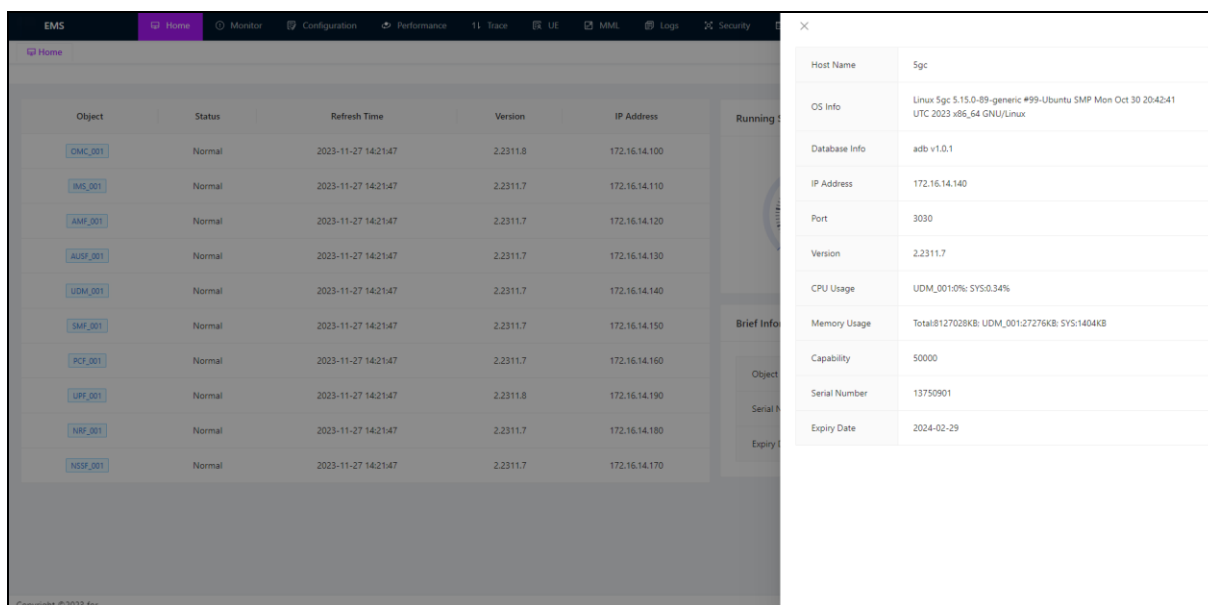 EMS Home Monitor Configuration Performance Trace UE MML Logs Security
Home
Object Status Refresh Time Version IP Address
OMC_001 Normal 2023-11-27 14:21:47 2.2311.8 172.16.14.100
IMS_001 Normal 2023-11-27 14:21:47 2.2311.7 172.16.14.110
AMF_001 Normal 2023-11-27 14:21:47 2.2311.7 172.16.14.120
AUSF_001 Normal 2023-11-27 14:21:47 2.2311.7 172.16.14.130
UDM_001 Normal 2023-11-27 14:21:47 2.2311.7 172.16.14.140
SMF_001 Normal 2023-11-27 14:21:47 2.2311.7 172.16.14.150
PCF_001 Normal 2023-11-27 14:21:47 2.2311.7 172.16.14.160
UPF_001 Normal 2023-11-27 14:21:47 2.2311.8 172.16.14.190
NRF_001 Normal 2023-11-27 14:21:47 2.2311.7 172.16.14.180
NSSF_001 Normal 2023-11-27 14:21:47 2.2311.7 172.16.14.170
Running
Brief Info
Object
Serial
Expiry
Host Name 5gc
OS Info Linux 5gc 5.15.0-89-generic #99-Ubuntu SMP Mon Oct 30 20:42:41
UTC 2023 x86_64 GNU/Linux
Database Info adb v1.0.1
IP Address 172.16.14.140
Port 3030
Version 2.2311.7
CPU Usage UDM_001:0%: SYS:0.34%
Memory Usage Total:8127028KB: UDM_001:27276KB: SYS:1404KB
Capability 50000
Serial Number 13750901
Expiry Date 2024-02-29